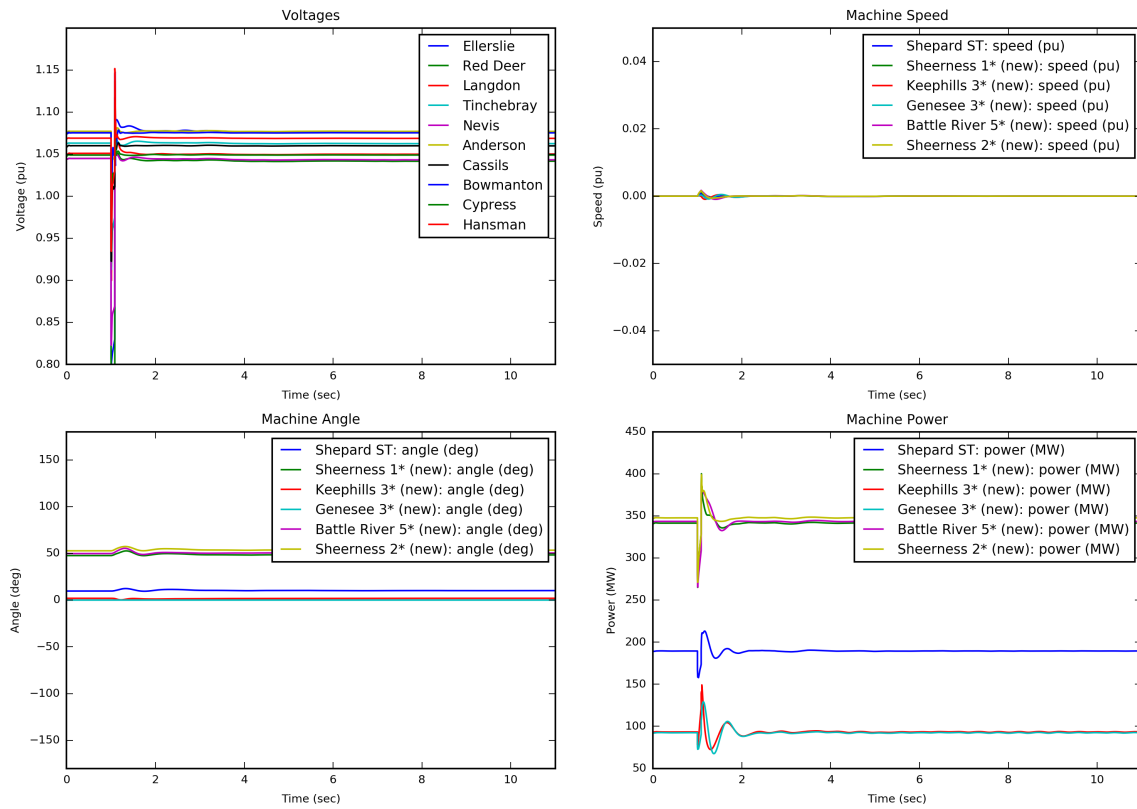 Voltages
1.15
1.10
1.05
1.00
0.95
0.90
0.85
0.80
Voltage (pu)
Ellerslie
Red Deer
Langdon
Tinchebray
Nevis
Anderson
Cassils
Bowmanton
Cypress
Hansman
0 2 4 6 8 10
Time (sec)
Machine Speed
0.04
0.02
0.00
−0.02
−0.04
Speed (pu)
Shepard ST: speed (pu)
Sheerness 1* (new): speed (pu)
Keephills 3* (new): speed (pu)
Genesee 3* (new): speed (pu)
Battle River 5* (new): speed (pu)
Sheerness 2* (new): speed (pu)
0 2 4 6 8 10
Time (sec)
Machine Angle
150
100
50
0
−50
−100
−150
Angle (deg)
Shepard ST: angle (deg)
Sheerness 1* (new): angle (deg)
Keephills 3* (new): angle (deg)
Genesee 3* (new): angle (deg)
Battle River 5* (new): angle (deg)
Sheerness 2* (new): angle (deg)
0 2 4 6 8 10
Time (sec)
Machine Power
450
400
350
300
250
200
150
100
50
Power (MW)
Shepard ST: power (MW)
Sheerness 1* (new): power (MW)
Keephills 3* (new): power (MW)
Genesee 3* (new): power (MW)
Battle River 5* (new): power (MW)
Sheerness 2* (new): power (MW)
0 2 4 6 8 10
Time (sec)